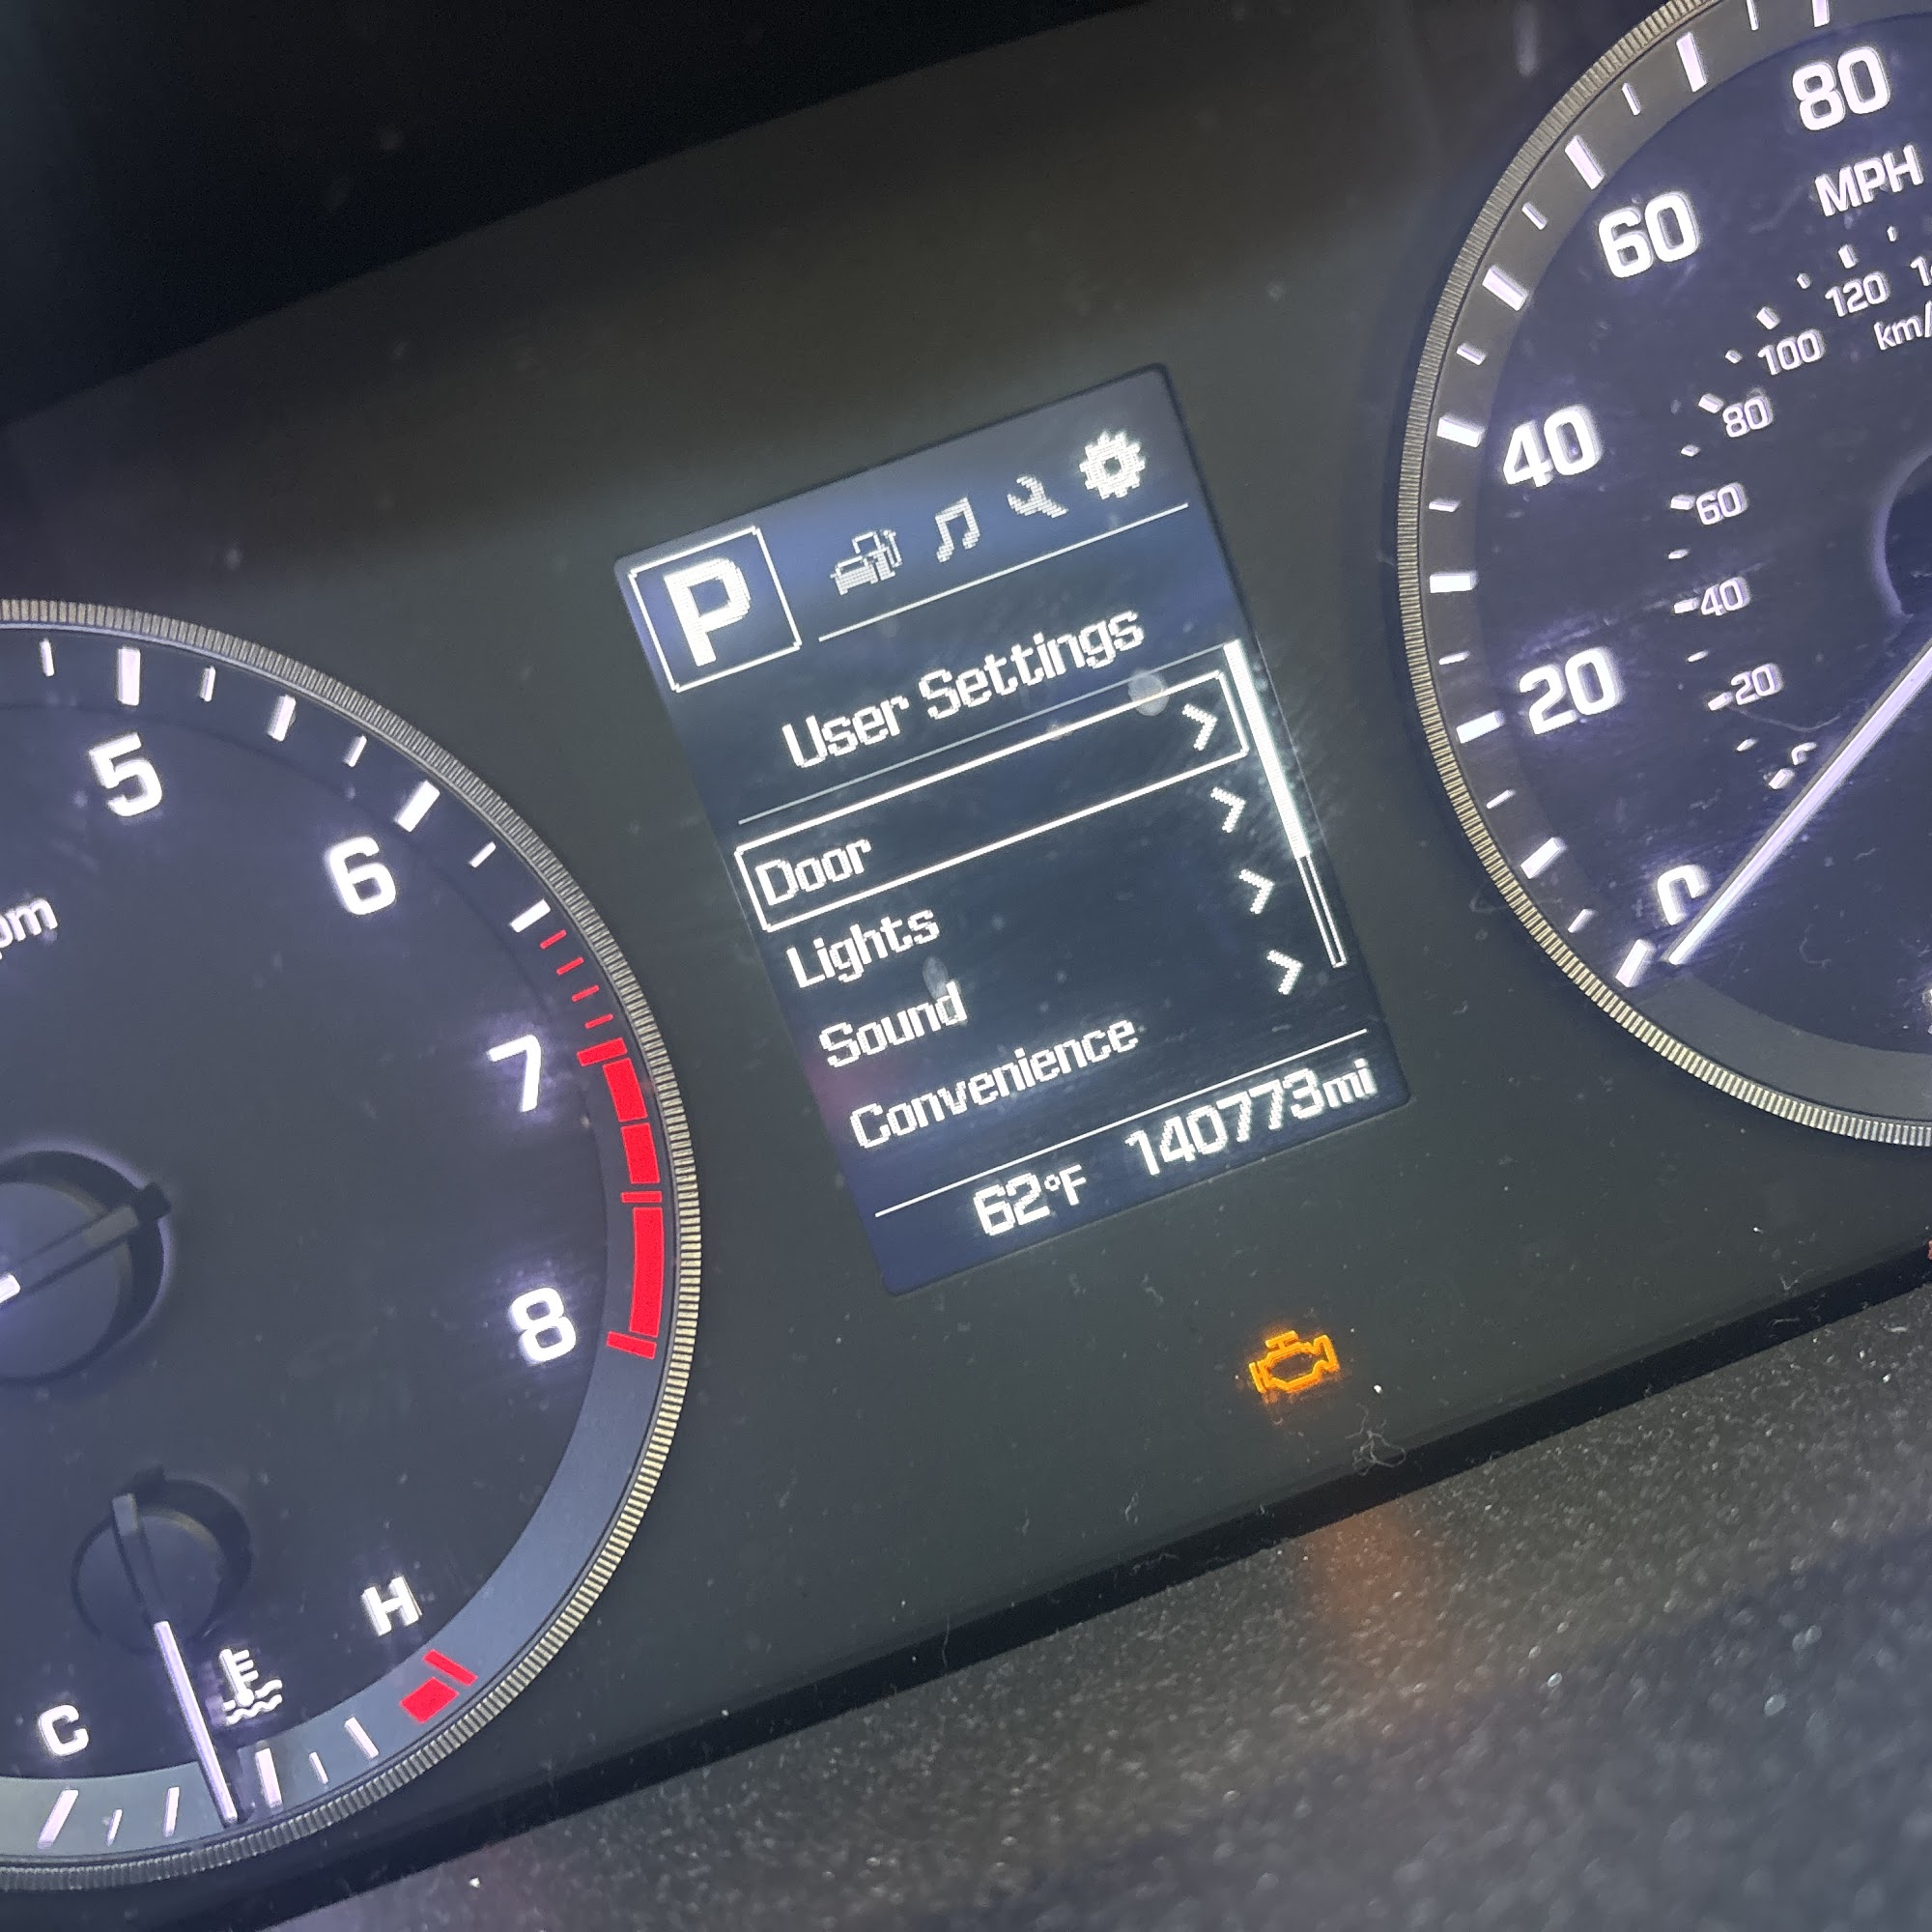 P
User Settings
Door
Lights
Sound
Convenience
62°F 140773mi
5
6
7
8
C
H
80
MPH
60
40
20
120
100
km/
80
60
40
20